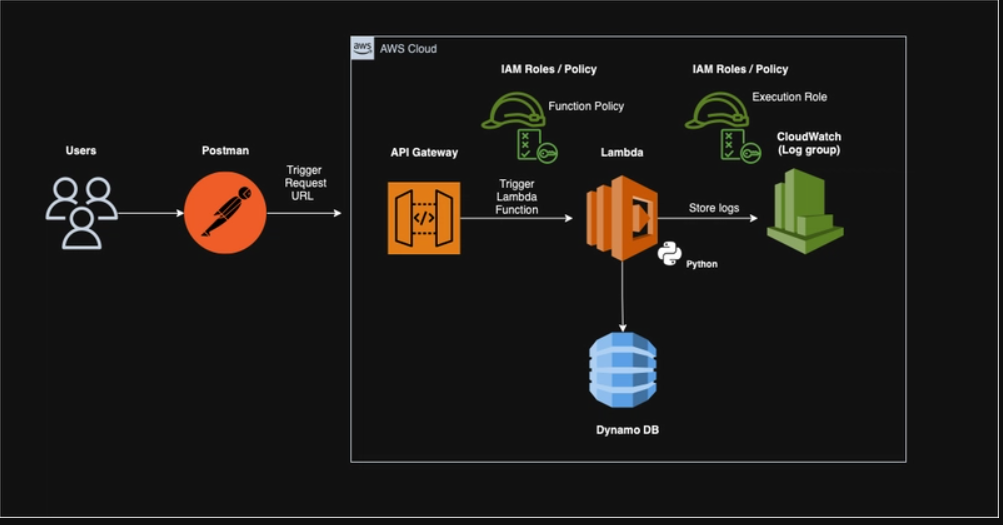 aws
AWS Cloud
IAM Roles / Policy
IAM Roles / Policy
Function Policy
Execution Role
Users
Postman
Trigger
Request
URL
API Gateway
Trigger
Lambda
Function
Lambda
Store logs
CloudWatch
(Log group)
</>
Python
Dynamo DB